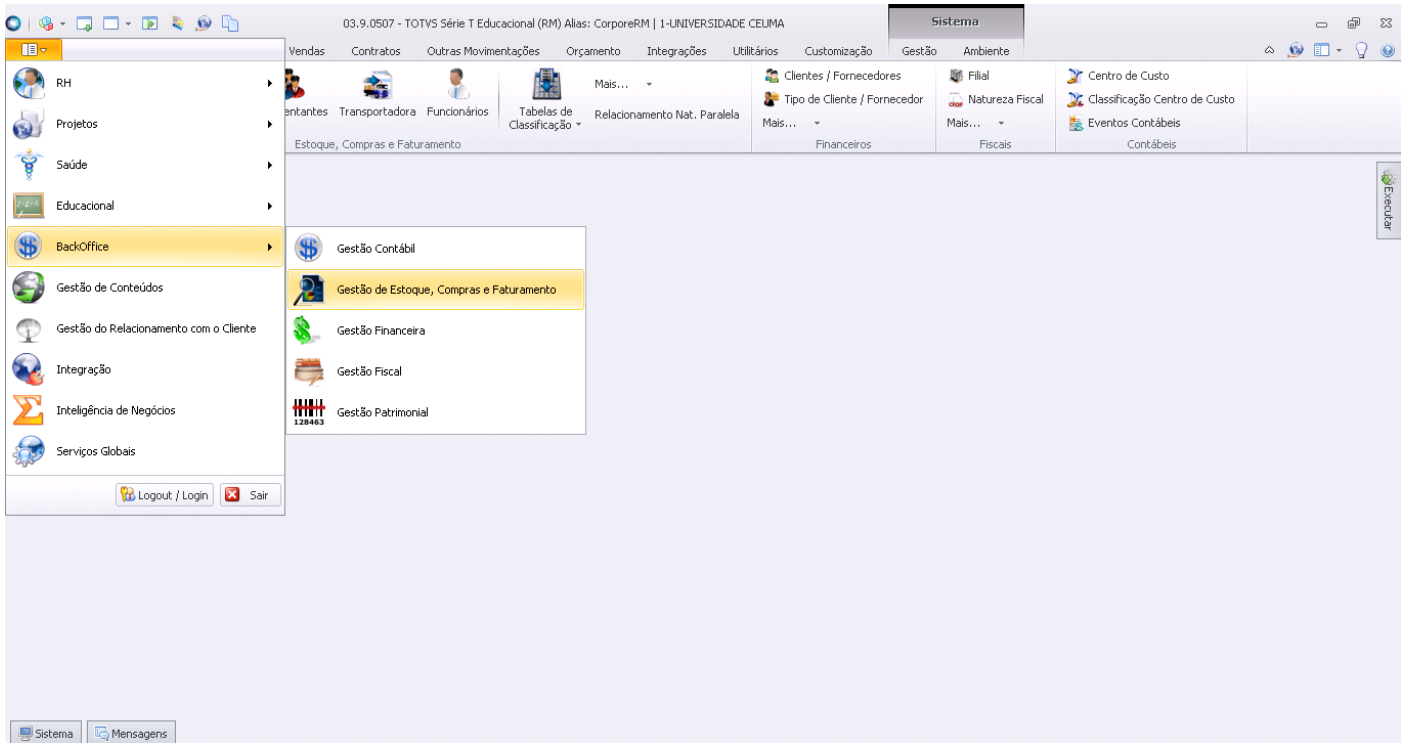 03.9.0507 - TOTVS Série T Educacional (RM) Alias: CorporeRM | 1-UNIVERSIDADE CEUMA
Sistema
Vendas Contratos Outras Movimentações Orçamento Integrações Utilitários Customização Gestão Ambiente
entantes Transportadora Funcionários Tabelas de Classificação
Mais...
Relacionamento Nat. Paralela
Estoque, Compras e Faturamento
Clientes / Fornecedores
Tipo de Cliente / Fornecedor
Mais...
Financeiros
Filial
Natureza Fiscal
Mais...
Fiscais
Centro de Custo
Classificação Centro de Custo
Eventos Contábeis
Contábeis
Executar
RH
Projetos
Saúde
Educacional
BackOffice
Gestão de Conteúdos
Gestão do Relacionamento com o Cliente
Integração
Inteligência de Negócios
Serviços Globais
Logout / Login Sair
Gestão Contábil
Gestão de Estoque, Compras e Faturamento
Gestão Financeira
Gestão Fiscal
128463
Gestão Patrimonial
Sistema Mensagens